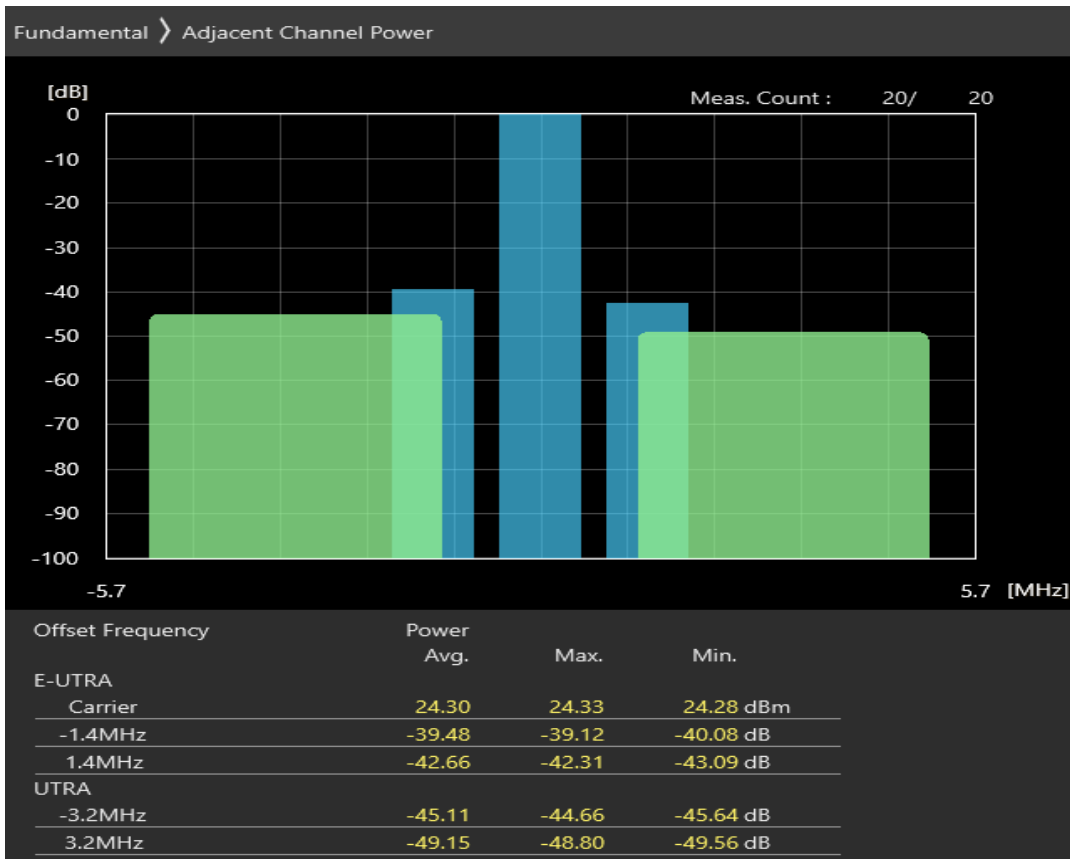 Fundamental 〉 Adjacent Channel Power
[dB]
Meas. Count : 20/ 20
0
-10
-20
-30
-40
-50
-60
-70
-80
-90
-100
-5.7 5.7 [MHz]
Offset Frequency Power
Avg. Max. Min.
E-UTRA
Carrier 24.30 24.33 24.28 dBm
-1.4MHz -39.48 -39.12 -40.08 dB
1.4MHz -42.66 -42.31 -43.09 dB
UTRA
-3.2MHz -45.11 -44.66 -45.64 dB
3.2MHz -49.15 -48.80 -49.56 dB